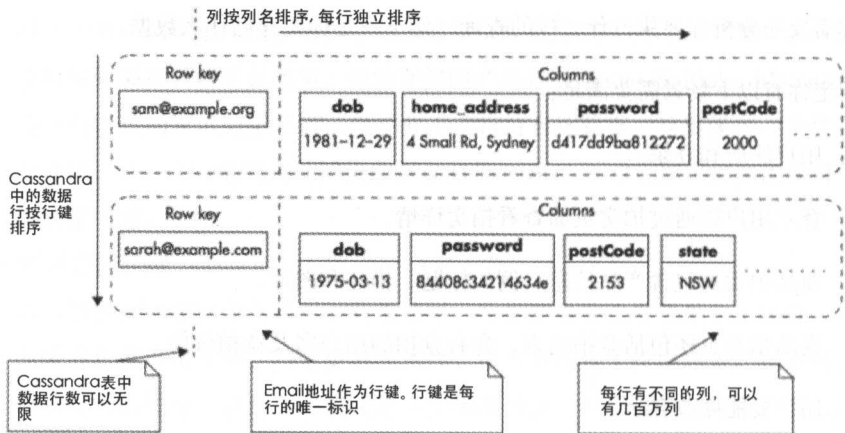 列按列名排序, 每行独立排序
Row key
Columns
sam@example.org
dob
home_address
password
postCode
1981-12-29
4 Small Rd, Sydney
d417dd9ba812272
2000
Cassandra
中的数据
行按行键
排序
Row key
Columns
sarah@example.com
dob
password
postCode
state
1975-03-13
84408c34214634e
2153
NSW
Cassandra表中
数据行数可以无
限
Email地址作为行键。行键是每
行的唯一标识
每行有不同的列，可以
有几百万列